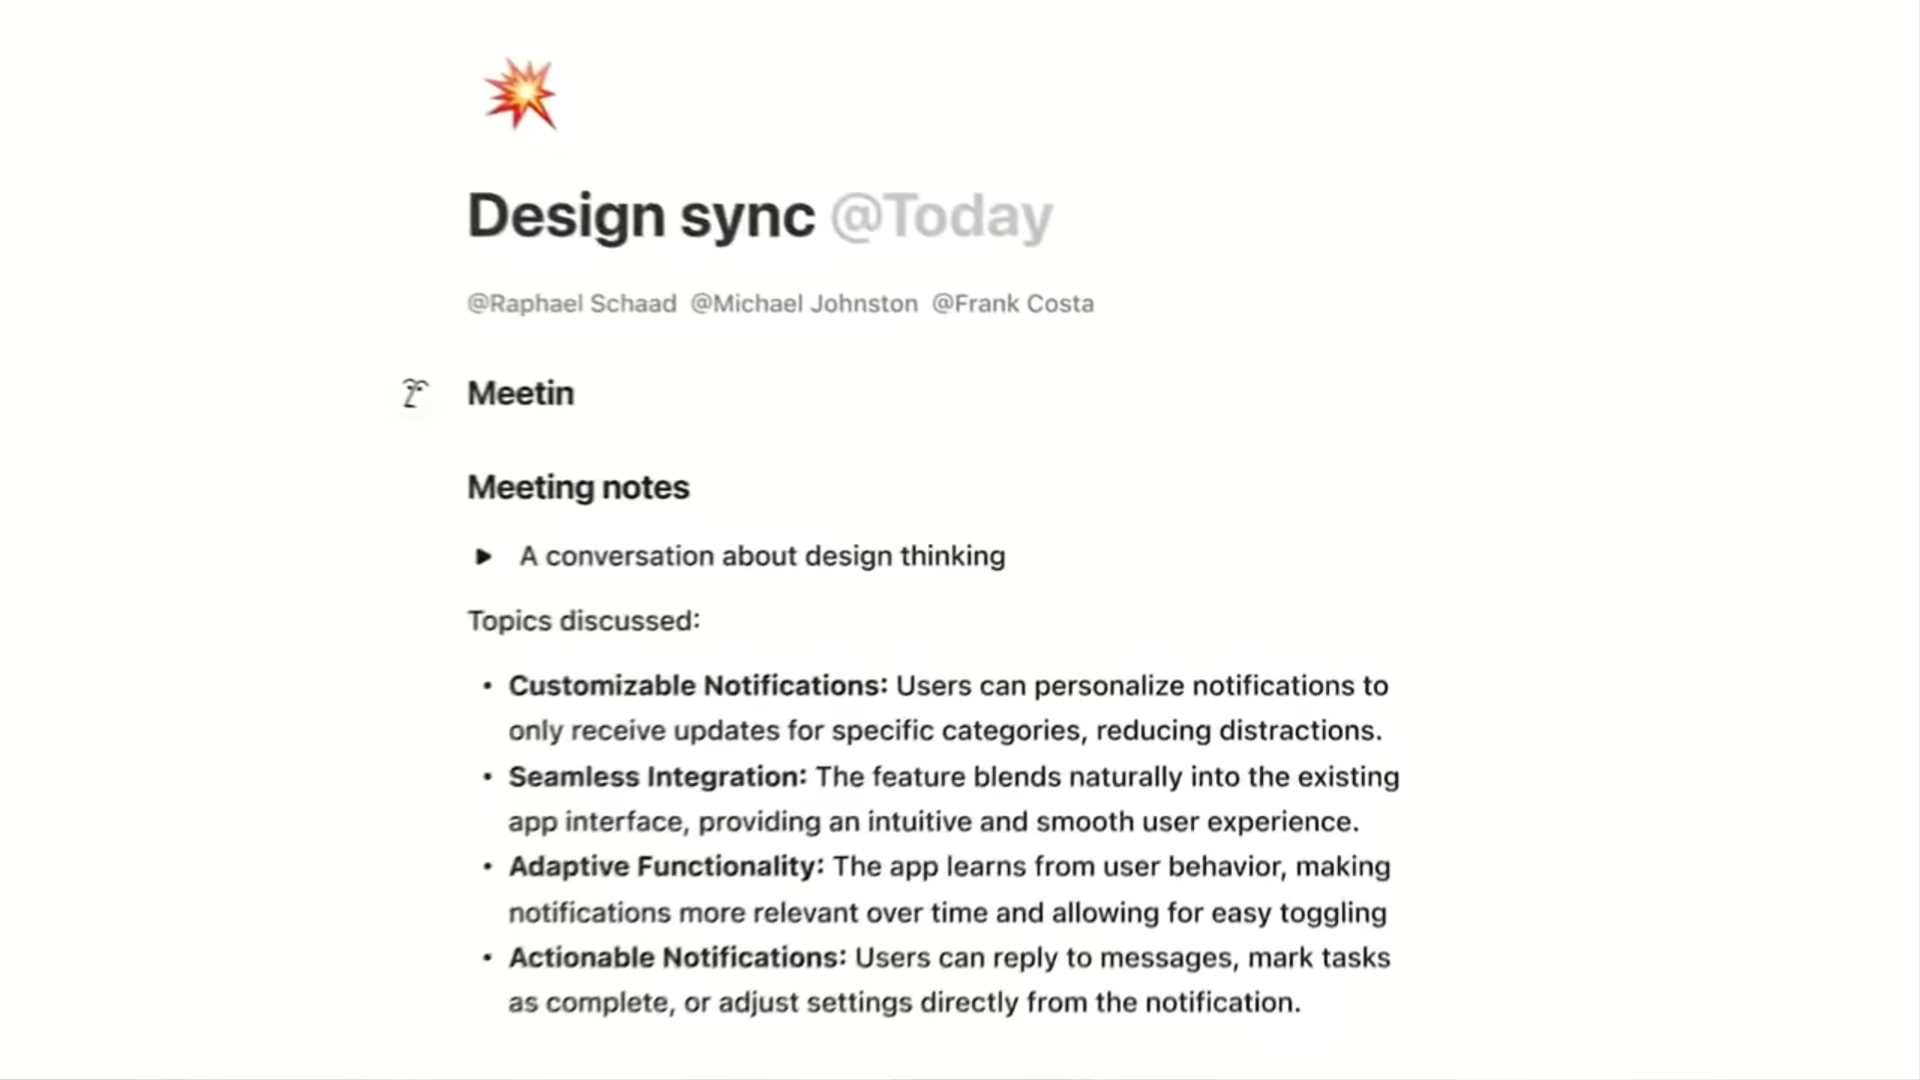 Design sync @Today
@Raphael Schaad @Michael Johnston @Frank Costa
Meetin
Meeting notes
A conversation about design thinking
Topics discussed:
• Customizable Notifications: Users can personalize notifications to
only receive updates for specific categories, reducing distractions.
• Seamless Integration: The feature blends naturally into the existing
app interface, providing an intuitive and smooth user experience.
• Adaptive Functionality: The app learns from user behavior, making
notifications more relevant over time and allowing for easy toggling
• Actionable Notifications: Users can reply to messages, mark tasks
as complete, or adjust settings directly from the notification.